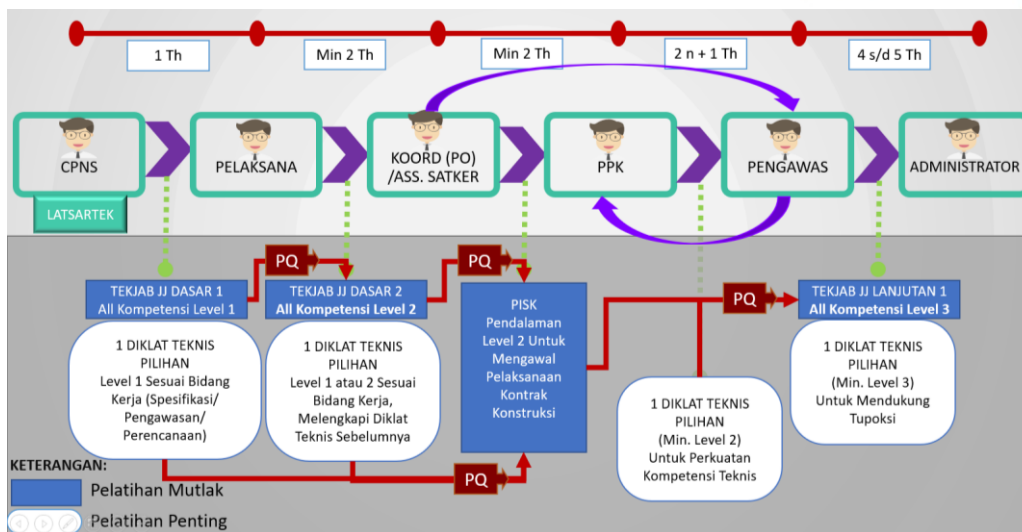 1 Th
Min 2 Th
Min 2 Th
2 n + 1 Th
4 s/d 5 Th
CPNS
PELAKSANA
KOORD (PO)
/ASS. SATKER
PPK
PENGAWAS
ADMINISTRATOR
LATSARTEK
PQ
PQ
PQ
TEKJAB JJ DASAR 1
All Kompetensi Level 1
TEKJAB JJ DASAR 2
All Kompetensi Level 2
PISK
Pendalaman
Level 2 Untuk
Mengawal
Pelaksanaan
Kontrak
Konstruksi
TEKJAB JJ LANJUTAN 1
All Kompetensi Level 3
1 DIKLAT TEKNIS
PILIHAN
Level 1 Sesuai Bidang
Kerja (Spesifikasi/
Pengawasan/
Perencanaan)
1 DIKLAT TEKNIS
PILIHAN
Level 1 atau 2 Sesuai
Bidang Kerja,
Melengkapi Diklat
Teknis Sebelumnya
1 DIKLAT TEKNIS
PILIHAN
(Min. Level 2)
Untuk Perkuatan
Kompetensi Teknis
1 DIKLAT TEKNIS
PILIHAN
(Min. Level 3)
Untuk Mendukung
Tupoksi
PQ
KETERANGAN:
Pelatihan Mutlak
Pelatihan Penting